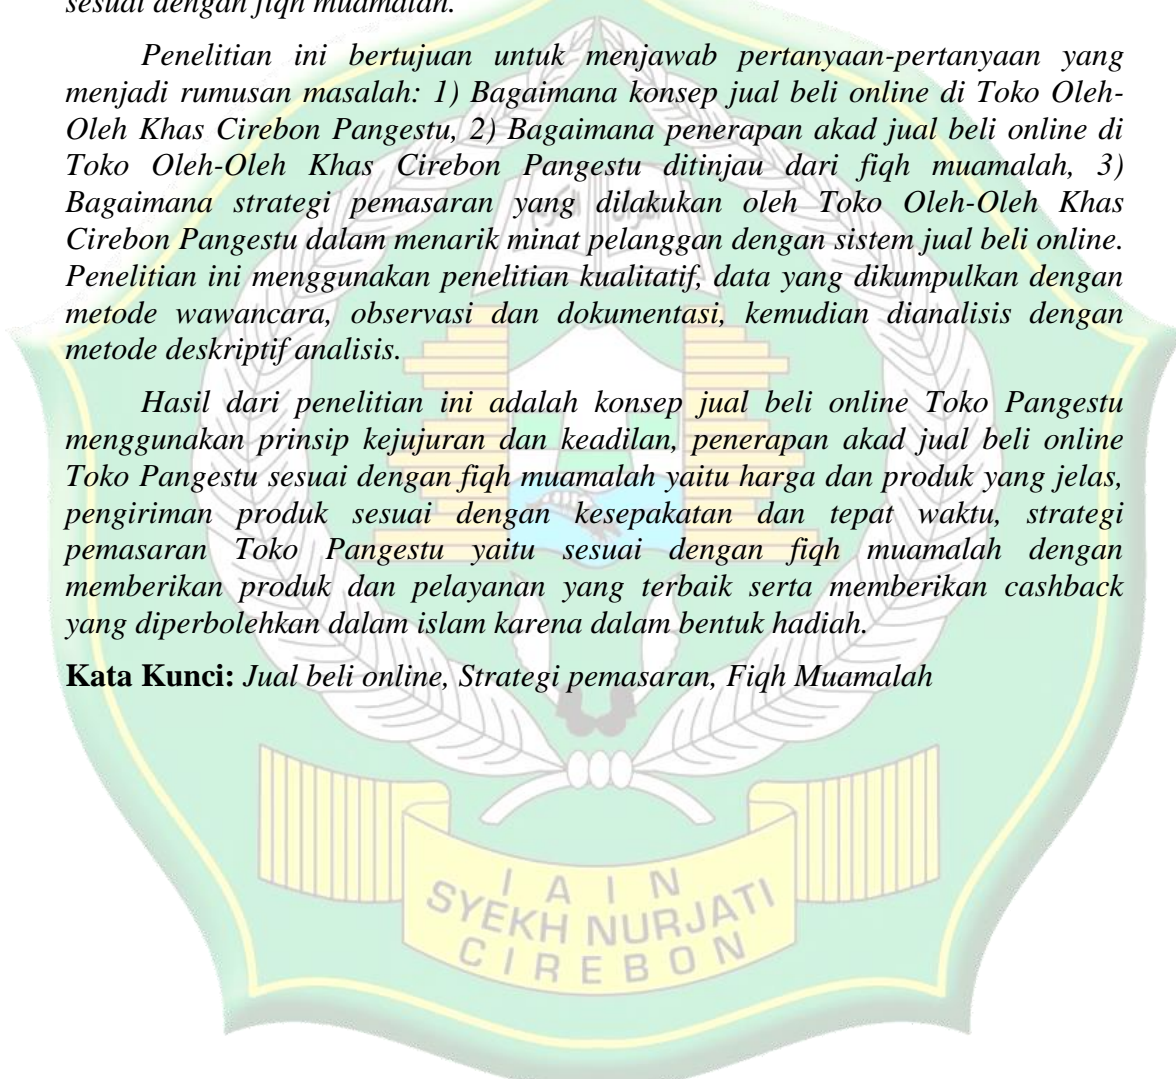 sesuai dengan fiqh muamalah.
Penelitian ini bertujuan untuk menjawab pertanyaan-pertanyaan yang
menjadi rumusan masalah: 1) Bagaimana konsep jual beli online di Toko Oleh-
Oleh Khas Cirebon Pangestu, 2) Bagaimana penerapan akad jual beli online di
Toko Oleh-Oleh Khas Cirebon Pangestu ditinjau dari fiqh muamalah, 3)
Bagaimana strategi pemasaran yang dilakukan oleh Toko Oleh-Oleh Khas
Cirebon Pangestu dalam menarik minat pelanggan dengan sistem jual beli online.
Penelitian ini menggunakan penelitian kualitatif, data yang dikumpulkan dengan
metode wawancara, observasi dan dokumentasi, kemudian dianalisis dengan
metode deskriptif analisis.
Hasil dari penelitian ini adalah konsep jual beli online Toko Pangestu
menggunakan prinsip kejujuran dan keadilan, penerapan akad jual beli online
Toko Pangestu sesuai dengan fiqh muamalah yaitu harga dan produk yang jelas,
pengiriman produk sesuai dengan kesepakatan dan tepat waktu, strategi
pemasaran Toko Pangestu yaitu sesuai dengan fiqh muamalah dengan
memberikan produk dan pelayanan yang terbaik serta memberikan cashback
yang diperbolehkan dalam islam karena dalam bentuk hadiah.
Kata Kunci: Jual beli online, Strategi pemasaran, Fiqh Muamalah
IAIN
SYEKH NURJATI
CIREBON